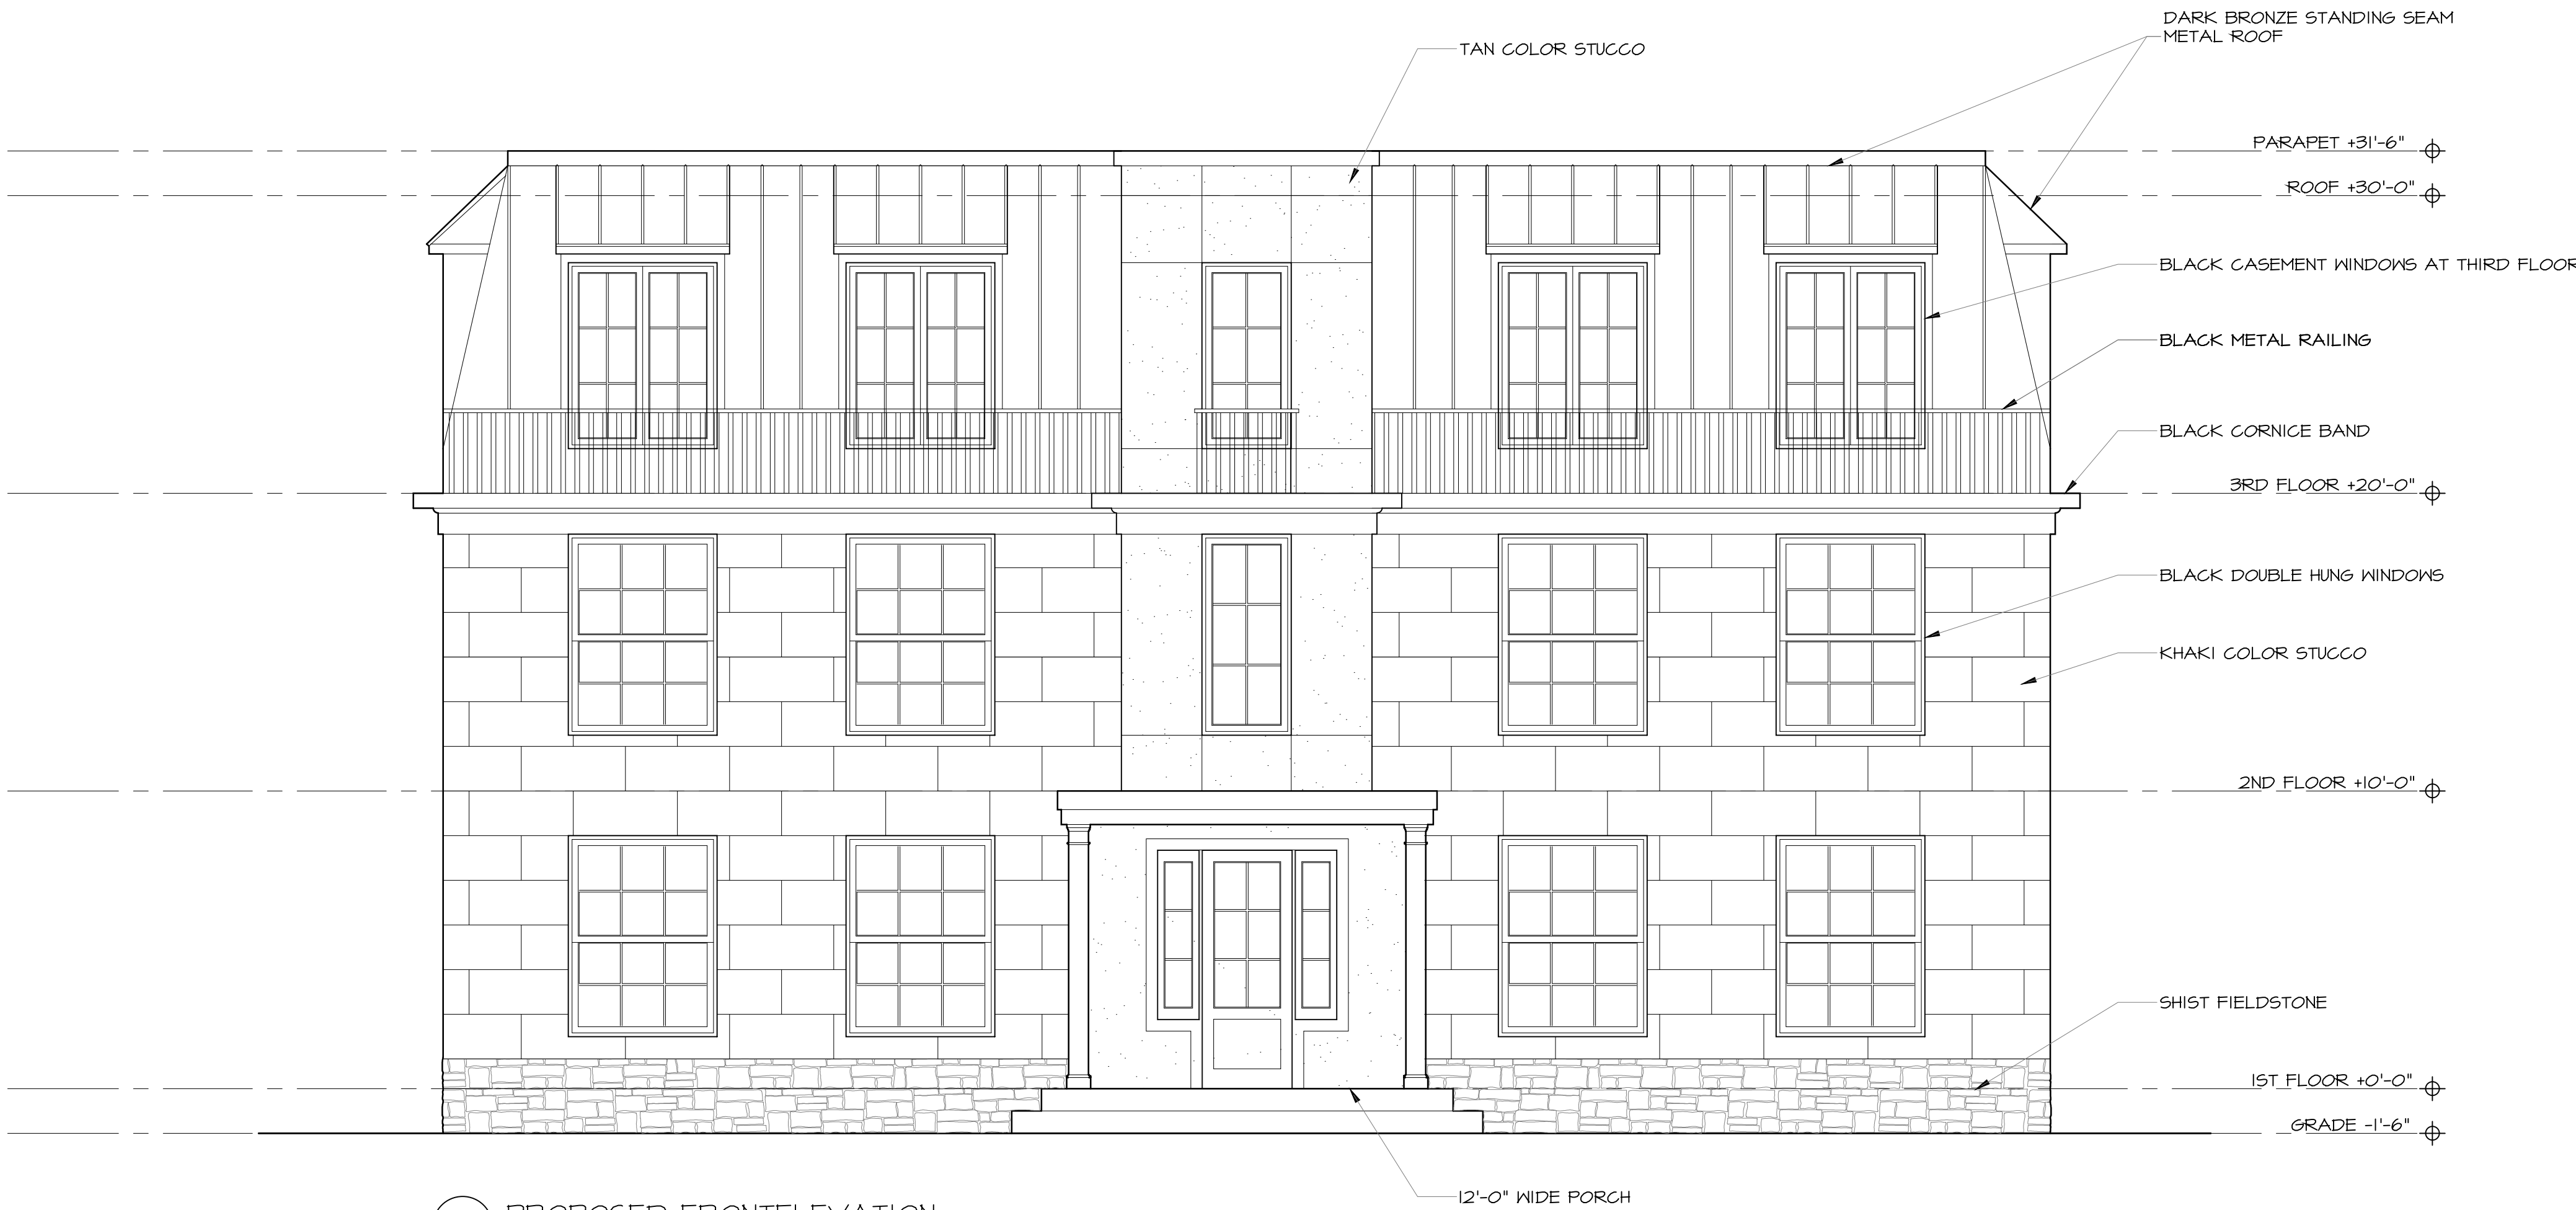 DARK BRONZE STANDING SEAM
METAL ROOF
TAN COLOR STUCCO
PARAPET +31'-6"
ROOF +30'-0"
BLACK CASEMENT WINDOWS AT THIRD FLOOR
BLACK METAL RAILING
BLACK CORNICE BAND
3RD FLOOR +20'-0"
BLACK DOUBLE HUNG WINDOWS
KHAKI COLOR STUCCO
2ND FLOOR +10'-0"
SHIST FIELDSTONE
1ST FLOOR +0'-0"
GRADE -1'-6"
12'-0" WIDE PORCH
PROPOSED FRONTELEVATION